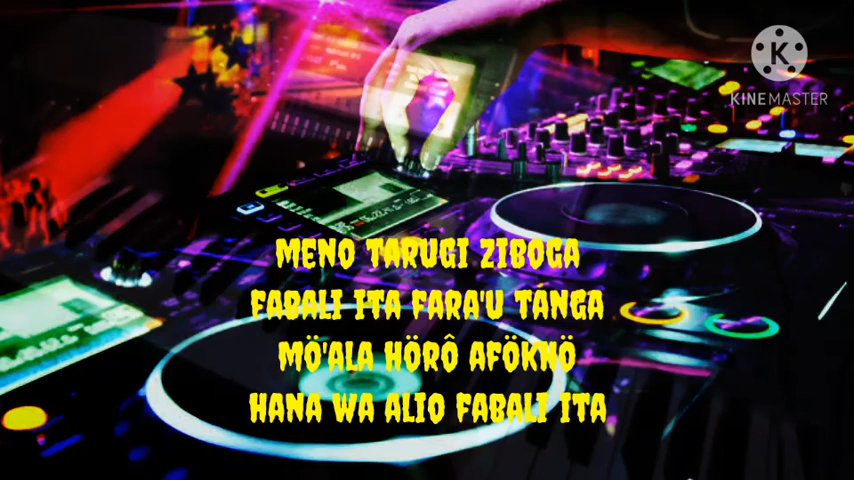 KINEMASTER
MENO TARUGI ZIBOGA
FABALI ITA FARA'U TANGA
MÖ'ALA HÖRÔ AFÖKNÖ
HANA WA ALIO FABALI ITA